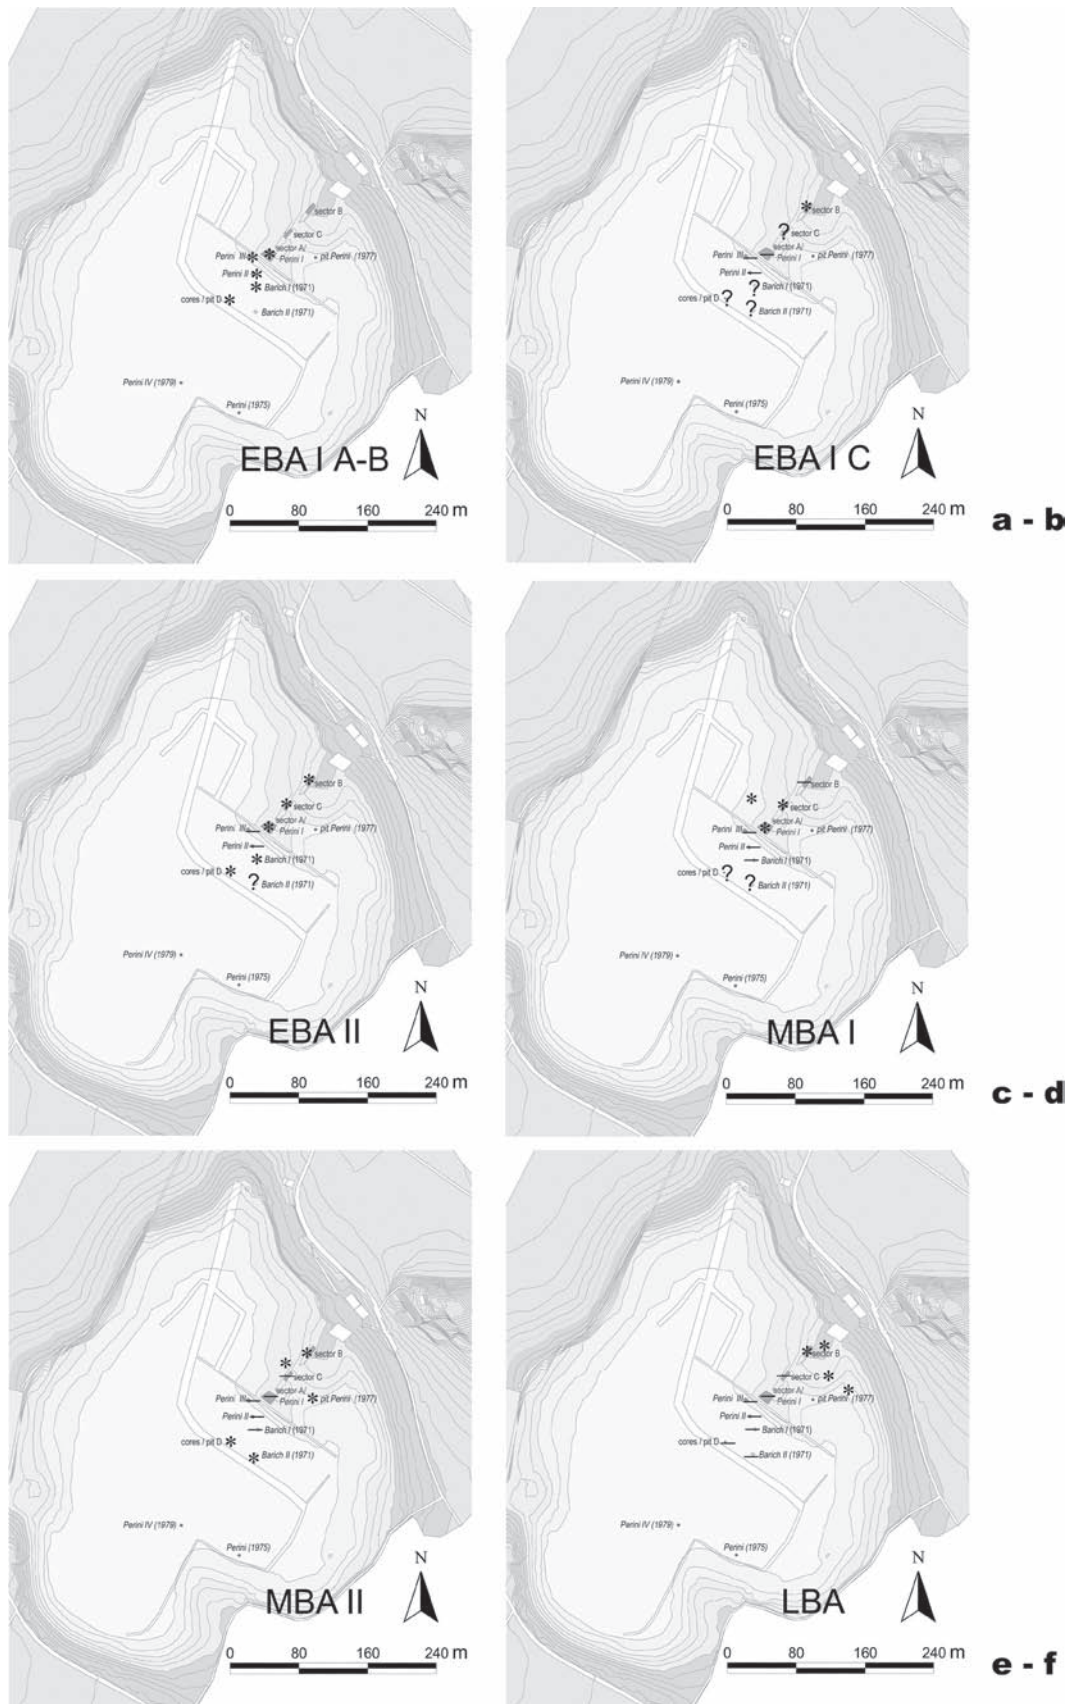 sector B
sector C
sector A/
Perini III Perini I pit Perini (1977)
Perini II
Barich I (1971)
cores / pit D
Barich II (1971)
Perini IV (1979)
Perini (1975)
N
EBA I A-B
0 80 160 240 m
sector B
? sector C
sector A/
Perini III Perini I pit Perini (1977)
Perini II
? Barich I (1971)
cores / pit D ?
? Barich II (1971)
Perini IV (1979)
Perini (1975)
N
EBA I C
0 80 160 240 m
a - b
sector B
sector C
sector A/
Perini III Perini I pit Perini (1977)
Perini II
Barich I (1971)
cores / pit D
? Barich II (1971)
Perini IV (1979)
Perini (1975)
N
EBA II
0 80 160 240 m
sector B
sector C
sector A/
Perini III Perini I pit Perini (1977)
Perini II
Barich I (1971)
cores / pit D ?
? Barich II (1971)
Perini IV (1979)
Perini (1975)
N
MBA I
0 80 160 240 m
c - d
sector B
sector C
sector A/
Perini III Perini I pit Perini (1977)
Perini II
Barich I (1971)
cores / pit D
Barich II (1971)
Perini IV (1979)
Perini (1975)
N
MBA II
0 80 160 240 m
sector B
sector C
sector A/
Perini III Perini I pit Perini (1977)
Perini II
Barich I (1971)
cores / pit D
Barich II (1971)
Perini IV (1979)
Perini (1975)
N
LBA
0 80 160 240 m
e - f